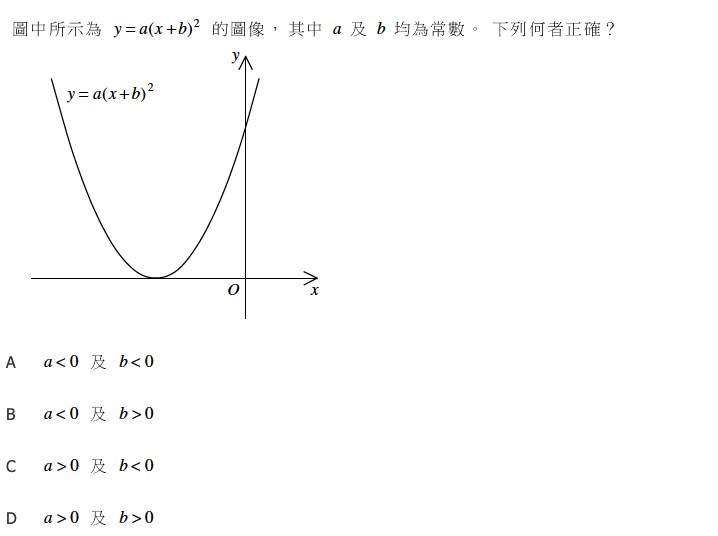 圖中所示為 y=a(x+b)² 的圖像，其中 a 及 b 均為常數。下列何者正確？
y
y=a(x+b)²
O
x
A a<0 及 b<0
B a<0 及 b>0
C a>0 及 b<0
D a>0 及 b>0